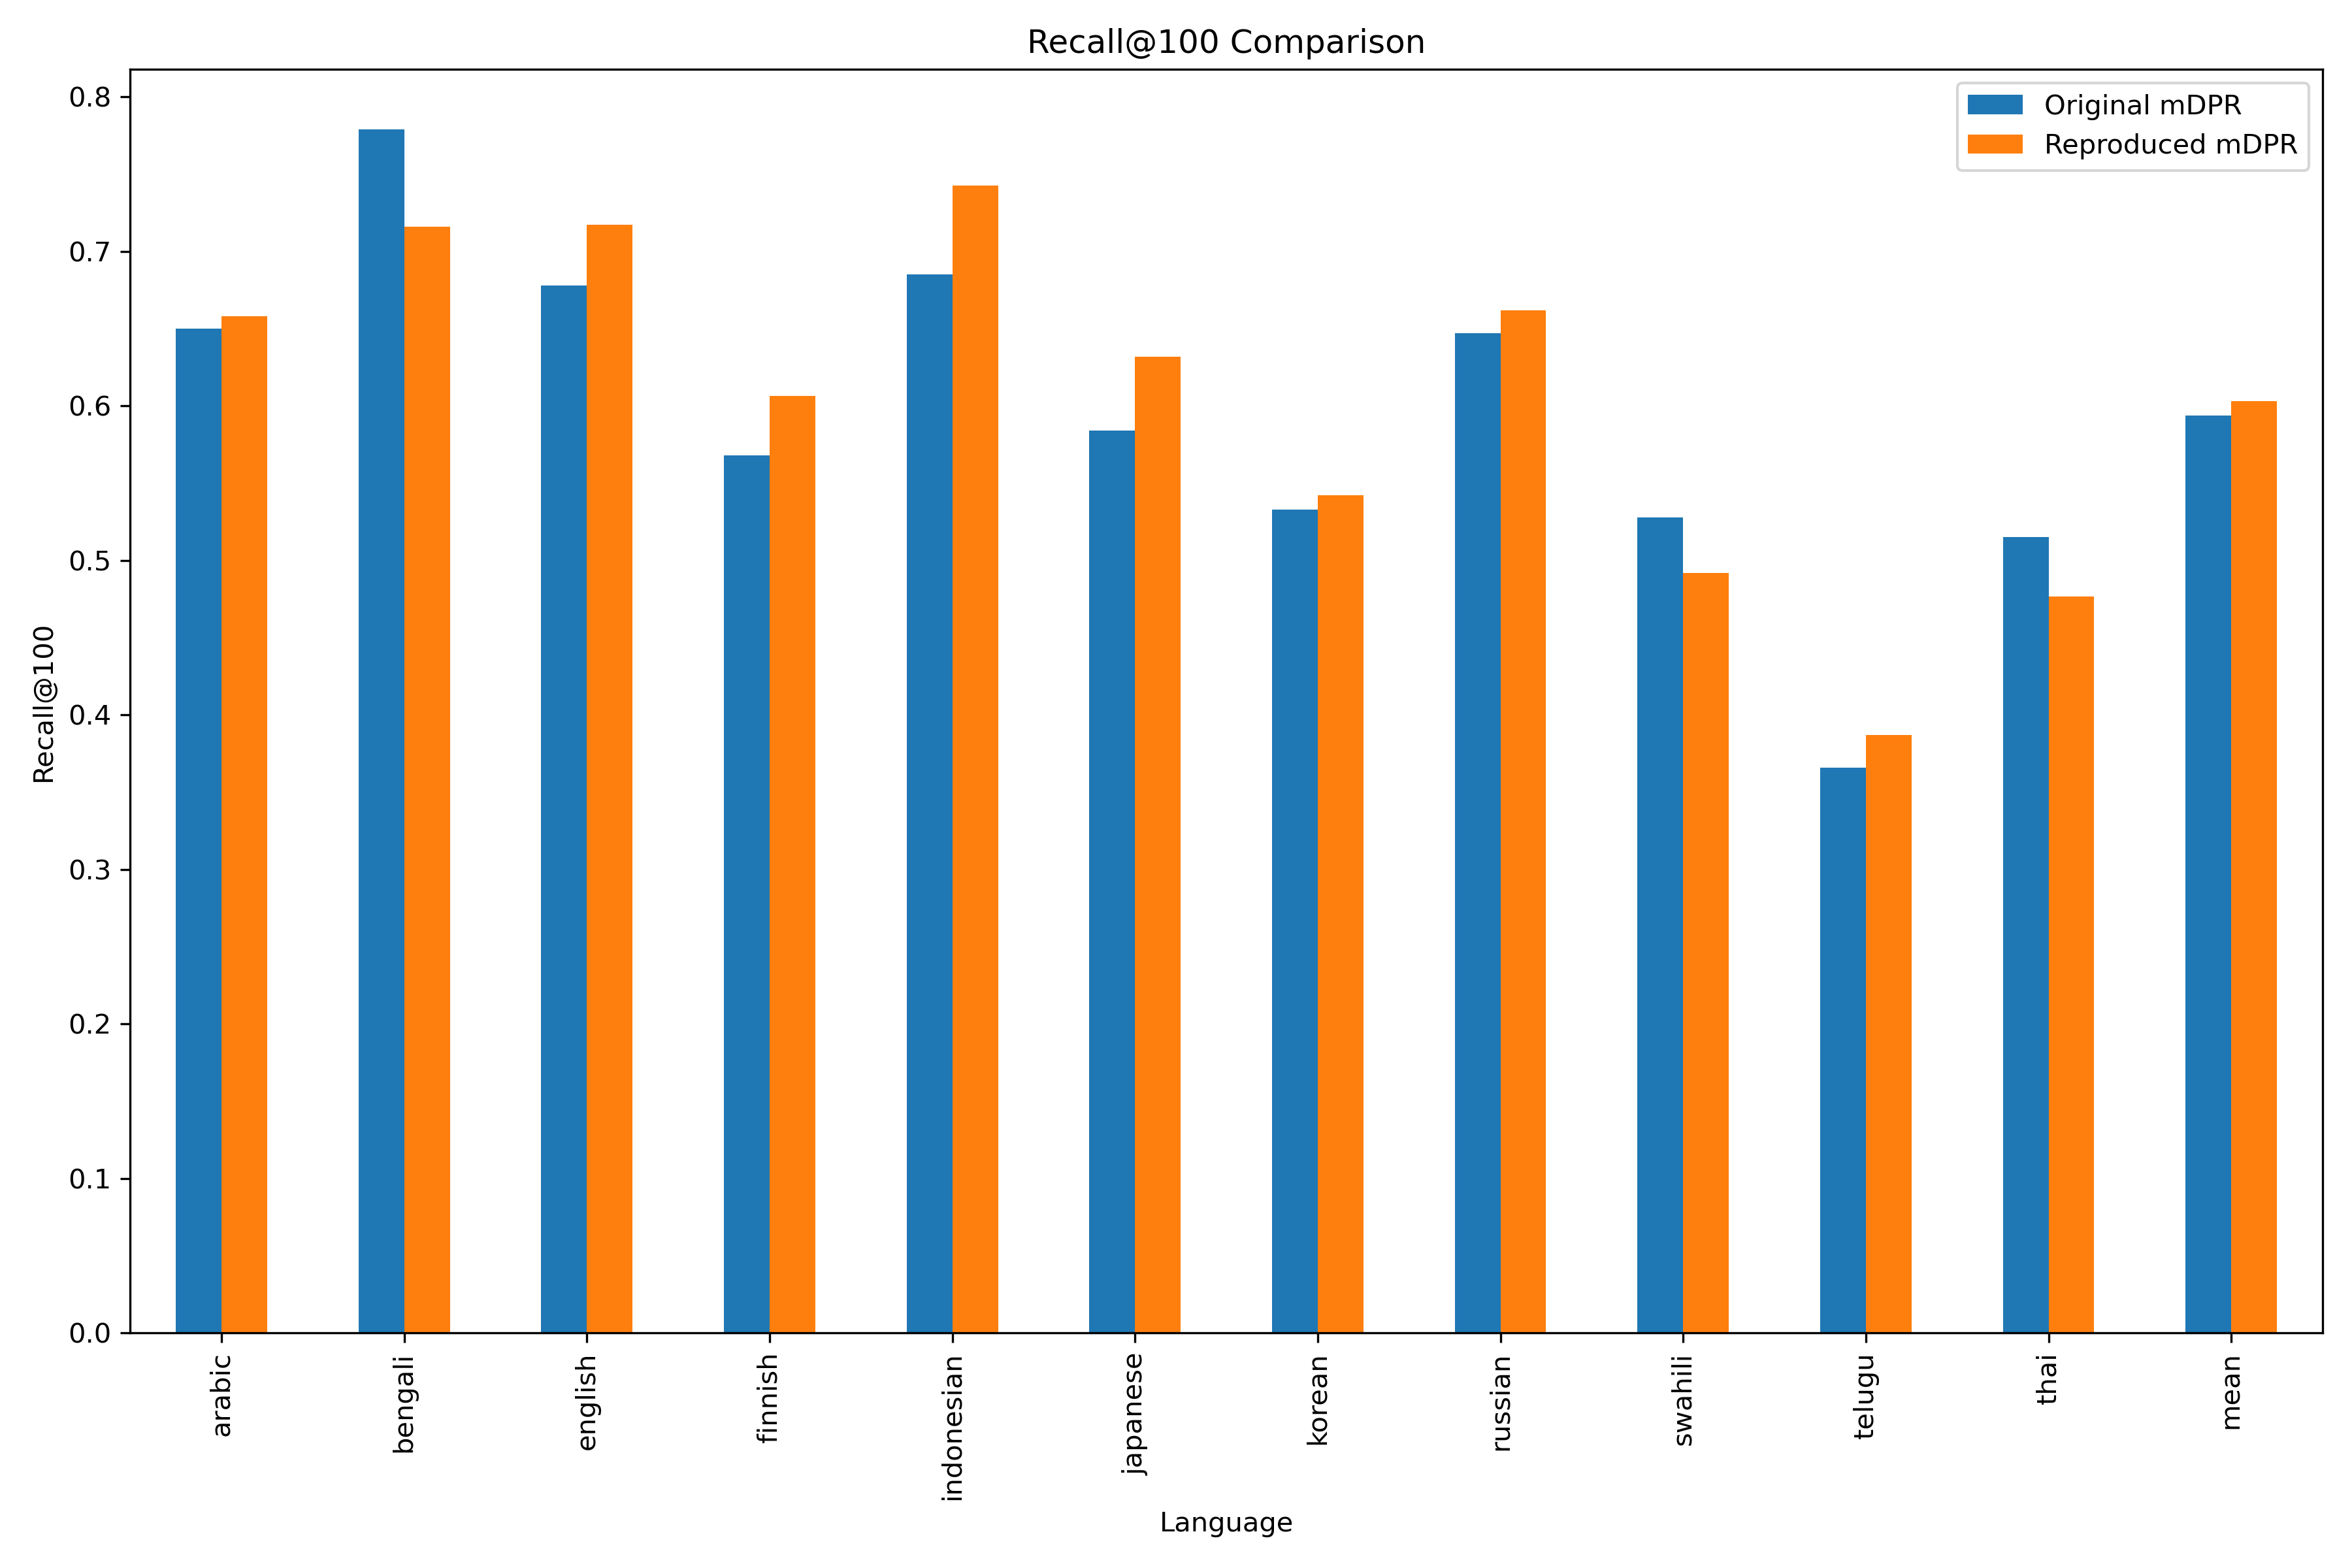 Recall@100 Comparison
Original mDPR
Reproduced mDPR
Recall@100
0.8
0.7
0.6
0.5
0.4
0.3
0.2
0.1
0.0
arabic
bengali
english
finnish
indonesian
japanese
korean
russian
swahili
telugu
thai
mean
Language